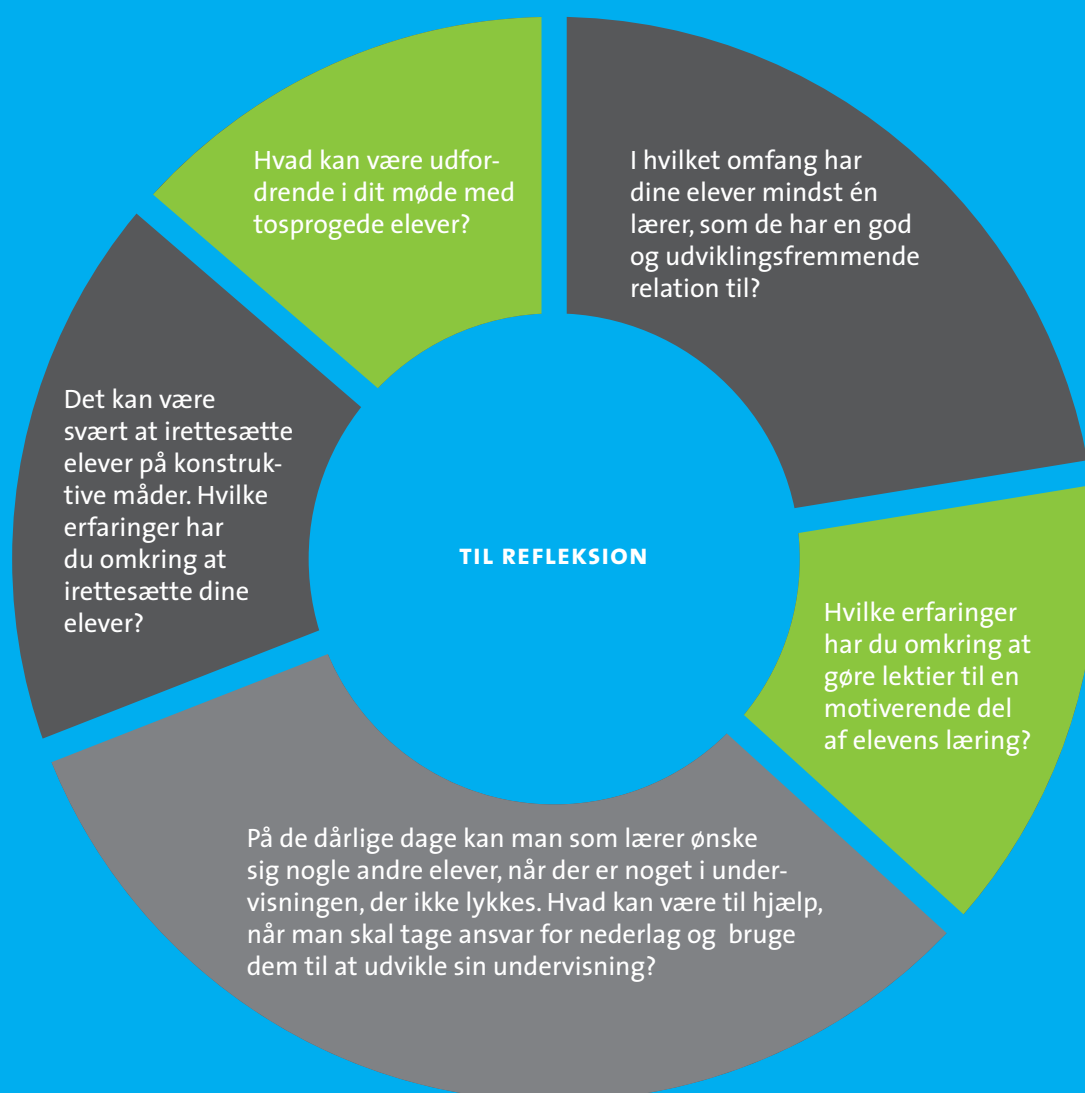 Hvad kan være udfor-
drende i dit møde med
tosprogede elever?
I hvilket omfang har
dine elever mindst én
lærer, som de har en god
og udviklingsfremmende
relation til?
Det kan være
svært at irettesætte
elever på konstruk-
tive måder. Hvilke
erfaringer har
du omkring at
irettesætte dine
elever?
TIL REFLEKSION
Hvilke erfaringer
har du omkring at
gøre lektier til en
motiverende del
af elevens læring?
På de dårlige dage kan man som lærer ønske
sig nogle andre elever, når der er noget i under-
visningen, der ikke lykkes. Hvad kan være til hjælp,
når man skal tage ansvar for nederlag og bruge
dem til at udvikle sin undervisning?